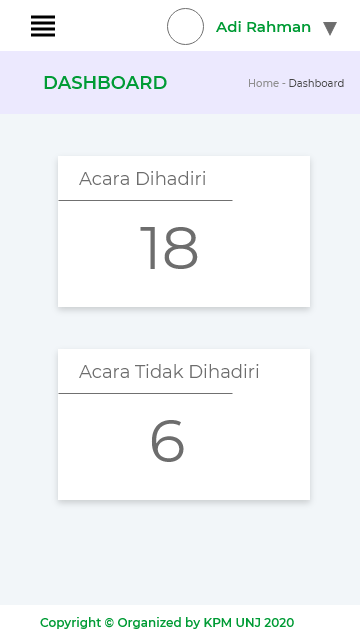 Adi Rahman
DASHBOARD
Home - Dashboard
Acara Dihadiri
18
Acara Tidak Dihadiri
6
Copyright © Organized by KPM UNJ 2020